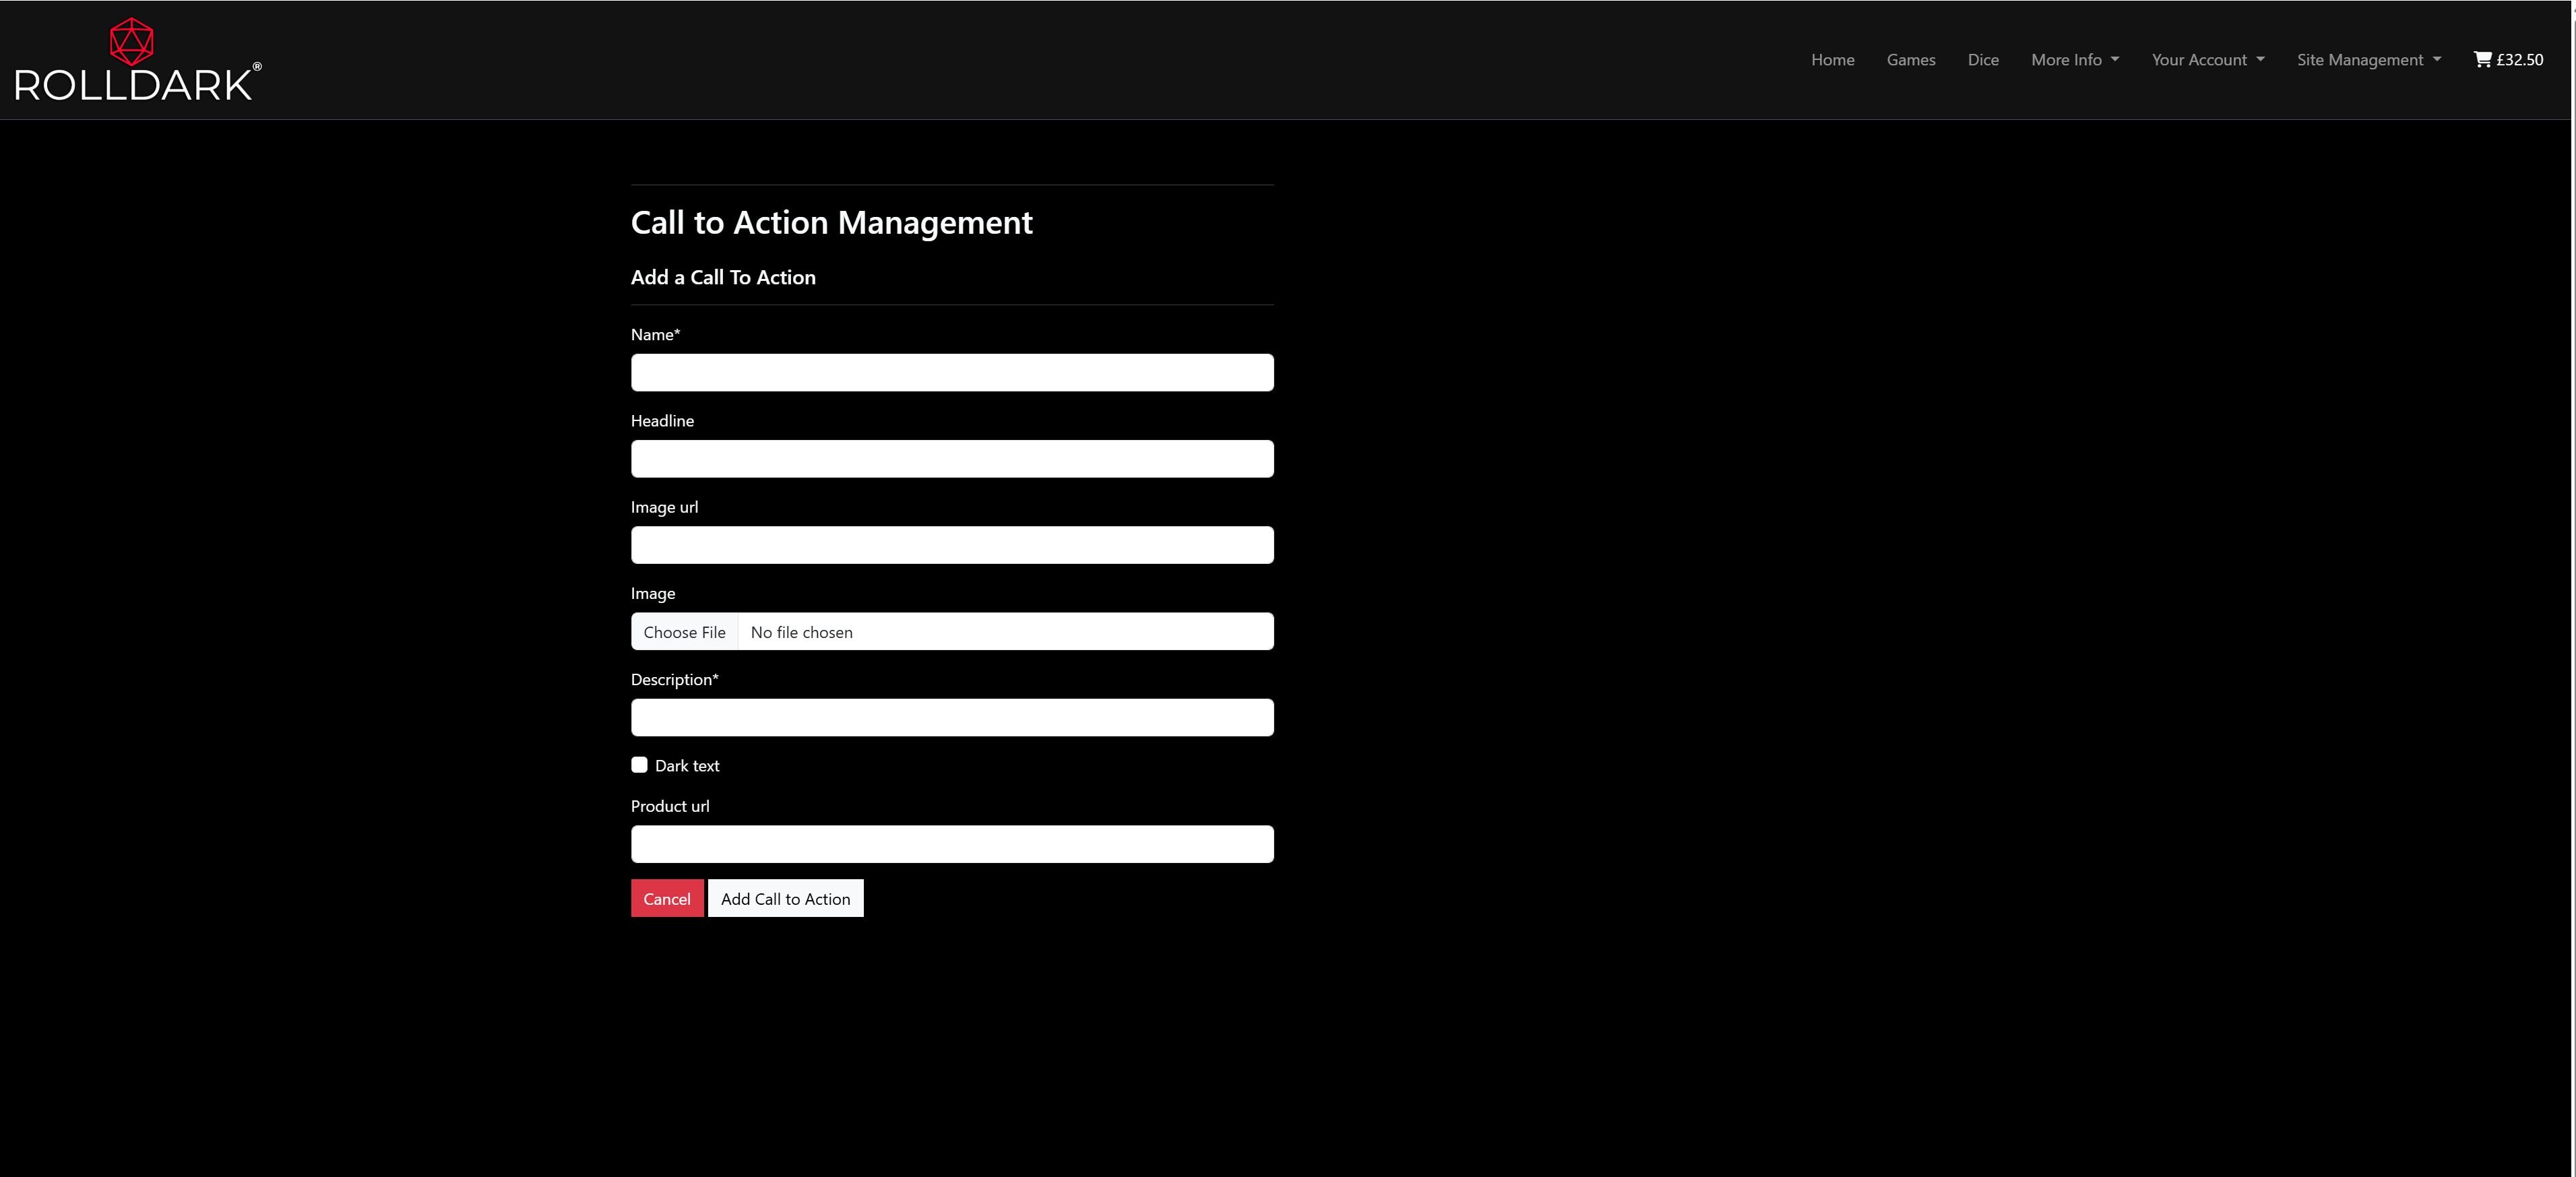 ROLLDARK®
Home Games Dice More Info Your Account Site Management £32.50
Call to Action Management
Add a Call To Action
Name*
Headline
Image url
Image
Choose File No file chosen
Description*
Dark text
Product url
Cancel Add Call to Action